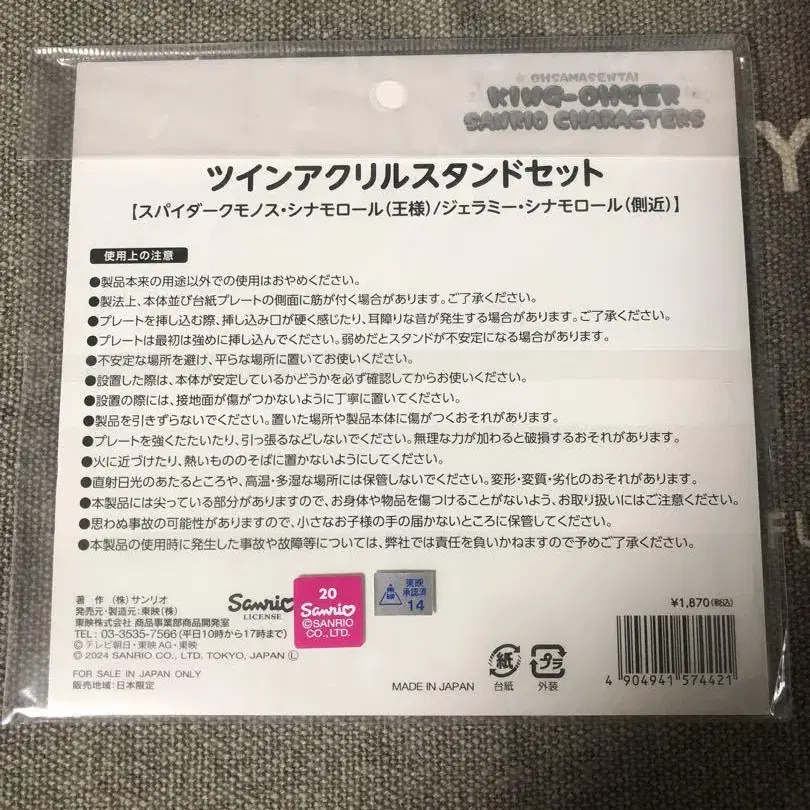 © OHSAMASENTAI
KING-OHGER
SANRIO CHARACTERS
ツインアクリルスタンドセット
【スパイダークモノス・シナモロール(王様)/ジェラミー・シナモロール(側近)】
使用上の注意
●製品本来の用途以外での使用はおやめください。
●製法上、本体並び台紙プレートの側面に筋が付く場合があります。ご了承ください。
●プレートを挿し込む際、挿し込み口が硬く感じたり、耳障りな音が発生する場合があります。ご了承ください。
●プレートは最初は強めに挿し込んでください。弱めだとスタンドが不安定になる場合があります。
●不安定な場所を避け、平らな場所に置いてお使いください。
●設置した際は、本体が安定しているかどうかを必ず確認してからお使いください。
●設置の際には、接地面が傷がつかないように丁寧に置いてください。
●製品を引きずらないでください。置いた場所や製品本体に傷がつくおそれがあります。
●プレートを強くたたいたり、引っ張るなどしないでください。無理な力が加わると破損するおそれがあります。
●火に近づけたり、熱いもののそばに置かないようにしてください。
●直射日光のあたるところや、高温・多湿な場所には保管しないでください。変形・変質・劣化のおそれがあります。
●本製品には尖っている部分がありますので、お身体や物品を傷つけることがないよう、お取り扱いにはご注意ください。
●思わぬ事故の可能性がありますので、小さなお子様の手の届かないところに保管してください。
●本製品の使用時に発生した事故や故障等については、弊社では責任を負いかねますので予めご了承ください。
著 作 (株)サンリオ
発売元・製造元:東映(株)
東映株式会社 商品事業部商品開発室
TEL: 03-3535-7566(平日10時から17時まで)
©テレビ朝日・東映AG・東映
© 2024 SANRIO CO., LTD. TOKYO, JAPAN Ⓛ
FOR SALE IN JAPAN ONLY
販売地域:日本限定
Sanrio
LICENSE
20
Sanrio
©SANRIO
CO.,LTD.
東映
承認済
14
MADE IN JAPAN
紙
台紙
プラ
外装
¥1,870(税込)
4 904941 574421
Y
FU